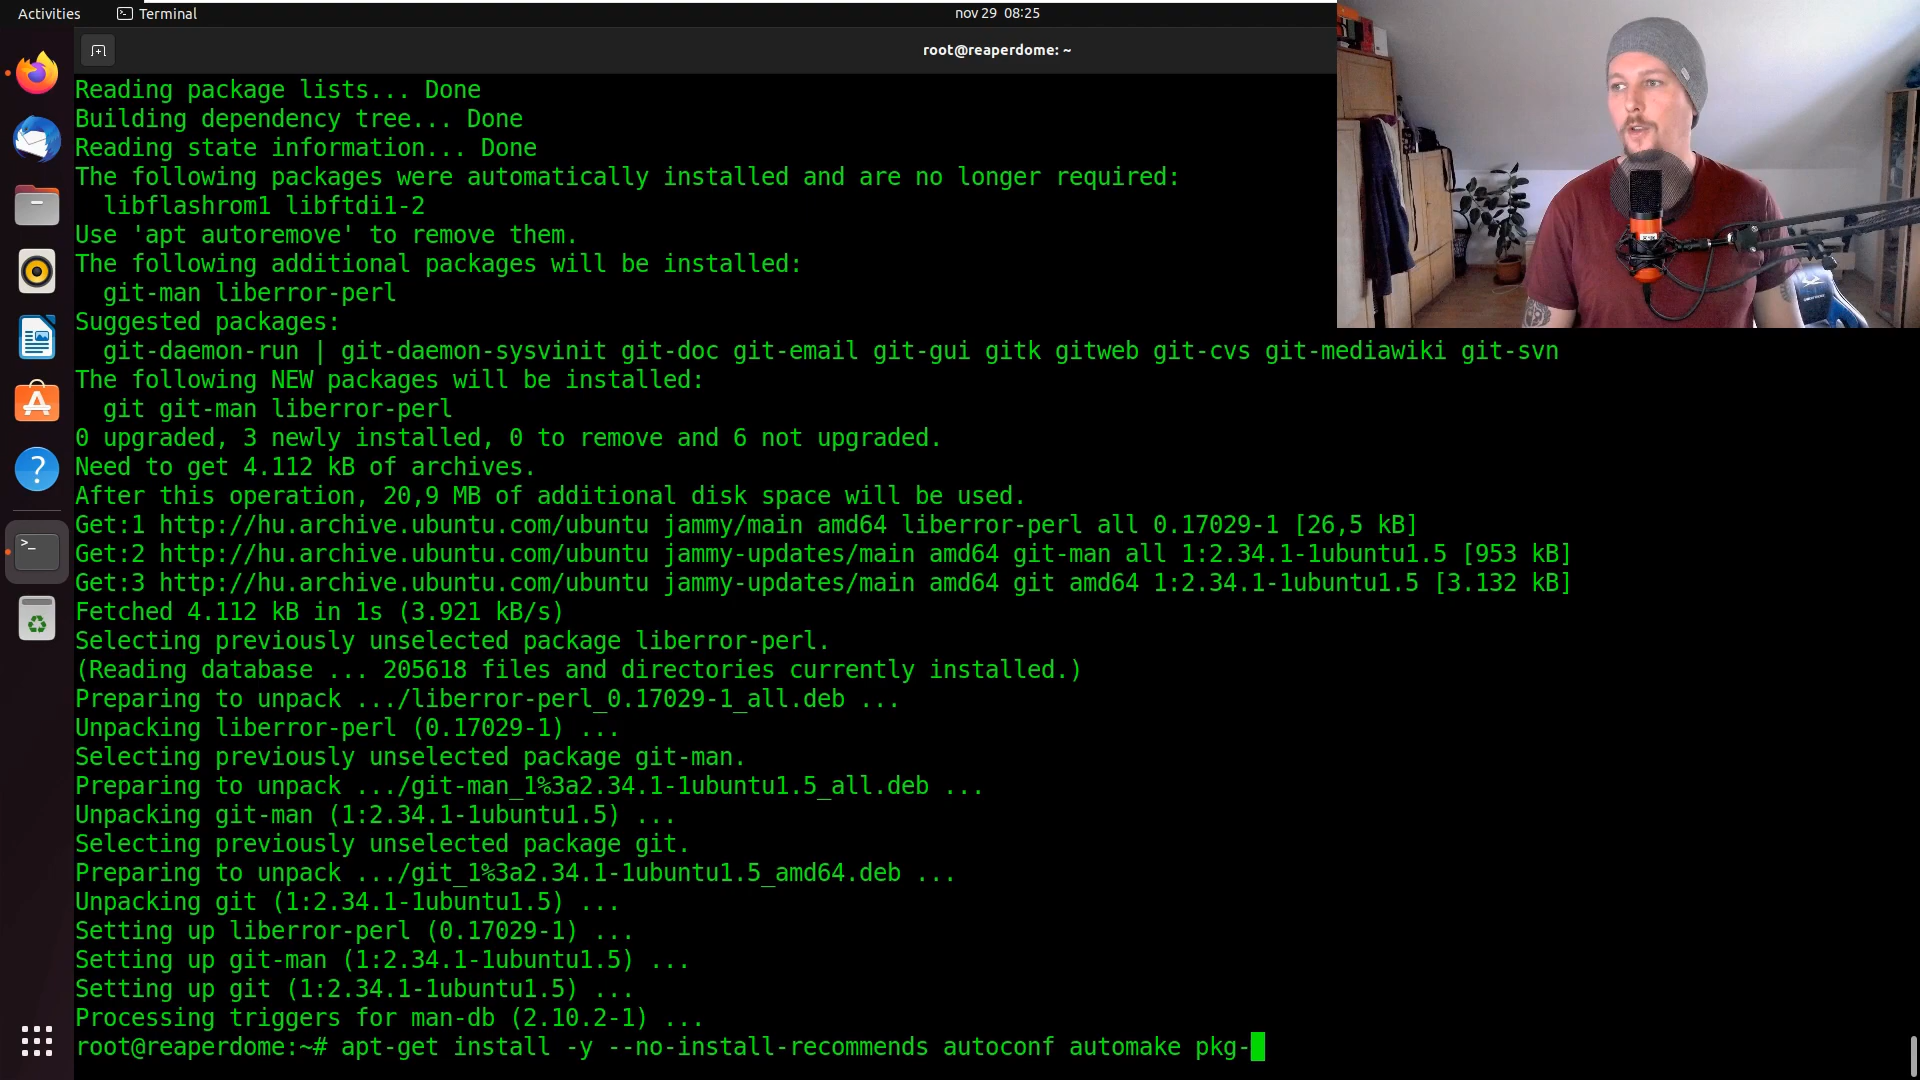 Activities
Terminal
nov 29 08:25
root@reaperdome: ~
Reading package lists... Done
Building dependency tree... Done
Reading state information... Done
The following packages were automatically installed and are no longer required:
  libflashrom1 libftdi1-2
Use 'apt autoremove' to remove them.
The following additional packages will be installed:
  git-man liberror-perl
Suggested packages:
  git-daemon-run | git-daemon-sysvinit git-doc git-email git-gui gitk gitweb git-cvs git-mediawiki git-svn
The following NEW packages will be installed:
  git git-man liberror-perl
0 upgraded, 3 newly installed, 0 to remove and 6 not upgraded.
Need to get 4.112 kB of archives.
After this operation, 20,9 MB of additional disk space will be used.
Get:1 http://hu.archive.ubuntu.com/ubuntu jammy/main amd64 liberror-perl all 0.17029-1 [26,5 kB]
Get:2 http://hu.archive.ubuntu.com/ubuntu jammy-updates/main amd64 git-man all 1:2.34.1-1ubuntu1.5 [953 kB]
Get:3 http://hu.archive.ubuntu.com/ubuntu jammy-updates/main amd64 git amd64 1:2.34.1-1ubuntu1.5 [3.132 kB]
Fetched 4.112 kB in 1s (3.921 kB/s)
Selecting previously unselected package liberror-perl.
(Reading database ... 205618 files and directories currently installed.)
Preparing to unpack .../liberror-perl_0.17029-1_all.deb ...
Unpacking liberror-perl (0.17029-1) ...
Selecting previously unselected package git-man.
Preparing to unpack .../git-man_1%3a2.34.1-1ubuntu1.5_all.deb ...
Unpacking git-man (1:2.34.1-1ubuntu1.5) ...
Selecting previously unselected package git.
Preparing to unpack .../git_1%3a2.34.1-1ubuntu1.5_amd64.deb ...
Unpacking git (1:2.34.1-1ubuntu1.5) ...
Setting up liberror-perl (0.17029-1) ...
Setting up git-man (1:2.34.1-1ubuntu1.5) ...
Setting up git (1:2.34.1-1ubuntu1.5) ...
Processing triggers for man-db (2.10.2-1) ...
root@reaperdome:~# apt-get install -y --no-install-recommends autoconf automake pkg-